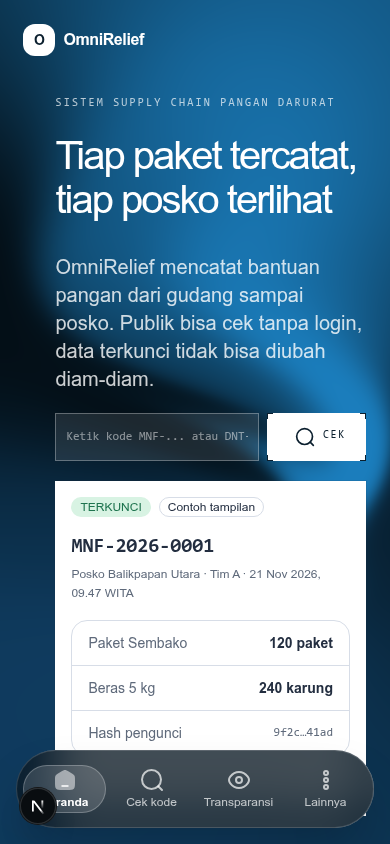 O OmniRelief
SISTEM SUPPLY CHAIN PANGAN DARURAT
Tiap paket tercatat,
tiap posko terlihat
OmniRelief mencatat bantuan
pangan dari gudang sampai
posko. Publik bisa cek tanpa login,
data terkunci tidak bisa diubah
diam-diam.
Ketik kode MNF-... atau DNT- CEK
TERKUNCI Contoh tampilan
MNF-2026-0001
Posko Balikpapan Utara · Tim A · 21 Nov 2026,
09.47 WITA
Paket Sembako 120 paket
Beras 5 kg 240 karung
Hash pengunci 9f2c…41ad
N randa Cek kode Transparansi Lainnya